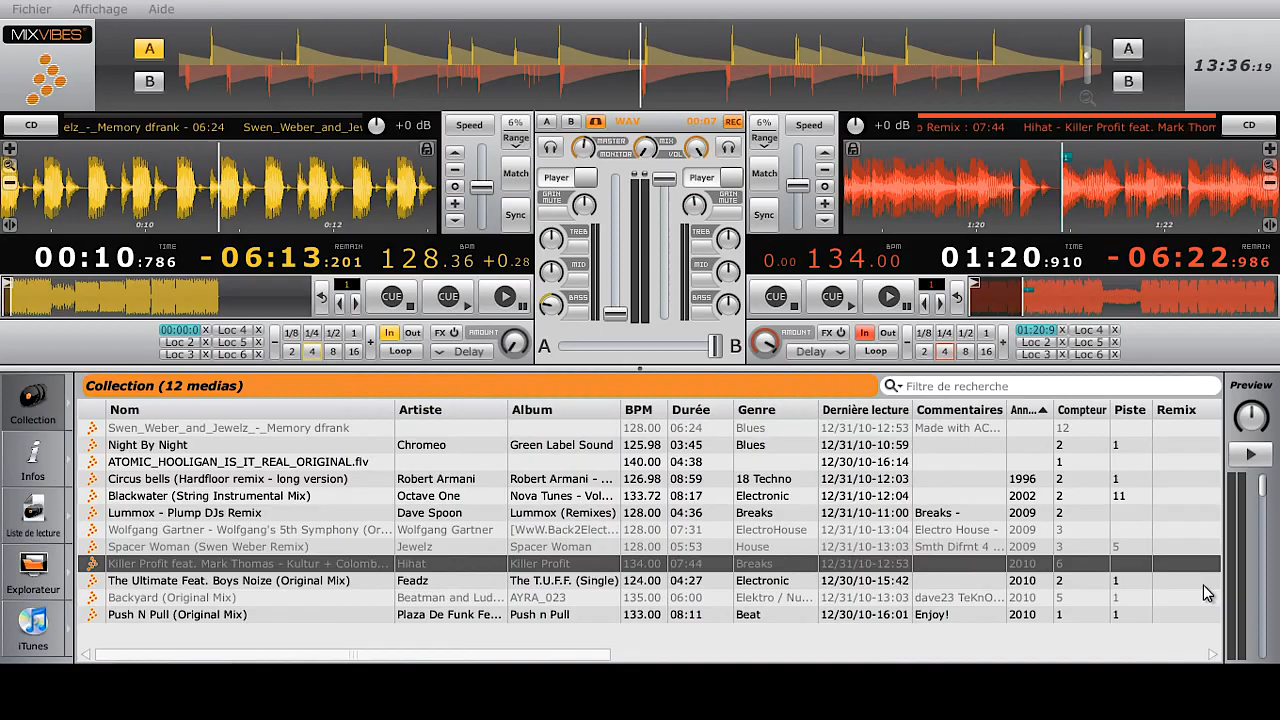 Fichier Affichage Aide
MIXVIBES
A
B
A
B
13:36:19
CD
elz_-_Memory dfrank - 06:24 Swen_Weber_and_Jew
+0 dB
Speed
6%
Range
A B WAV 00:07 REC
6%
Range
Speed
+0 dB
o Remix : 07:44 Hihat - Killer Profit feat. Mark Thom
CD
MASTER MIX
MONITOR VOL
Match
Player
Player
Match
GAIN
MUTE
GAIN
MUTE
Sync
Sync
0:10 0:12
1:20 1:22
TREB
TREB
TIME REMAIN BPM
00:10.786 - 06:13.201 128.36 +0.28
MID
MID
BPM TIME REMAIN
0.00 134.00 01:20.910 - 06:22.986
BASS
BASS
1
CUE CUE
CUE CUE
1
00:00:0 X Loc 4 X
Loc 2 X Loc 5 X
Loc 3 X Loc 6 X
- 1/8 1/4 1/2 1 +
2 4 8 16
In Out
Loop
FX AMOUNT
Delay
A B
AMOUNT FX
Delay
In Out
Loop
- 1/8 1/4 1/2 1 +
2 4 8 16
01:20:9 X Loc 4 X
Loc 2 X Loc 5 X
Loc 3 X Loc 6 X
Collection
Infos
Liste de lecture
Explorateur
iTunes
Collection (12 medias)
Filtre de recherche
Preview
Nom Artiste Album BPM Durée Genre Dernière lecture Commentaires Ann... Compteur Piste Remix
Swen_Weber_and_Jewelz_-_Memory dfrank 128.00 06:24 Blues 12/31/10-12:53 Made with AC... 12
Night By Night Chromeo Green Label Sound 125.98 03:45 Blues 12/31/10-10:59 2 1
ATOMIC_HOOLIGAN_IS_IT_REAL_ORIGINAL.flv 140.00 04:38 12/30/10-16:14 1
Circus bells (Hardfloor remix - long version) Robert Armani Robert Armani - ... 126.98 08:59 18 Techno 12/31/10-13:03 1996 2 1
Blackwater (String Instrumental Mix) Octave One Nova Tunes - Vol... 133.72 08:17 Electronic 12/31/10-12:04 2002 2 11
Lummox - Plump DJs Remix Dave Spoon Lummox (Remixes) 128.00 04:36 Breaks 12/31/10-11:00 Breaks - 2009 2
Wolfgang Gartner - Wolfgang's 5th Symphony (Or... Wolfgang Gartner [WwW.Back2Elect... 128.00 07:31 ElectroHouse 12/31/10-13:04 Electro House - 2009 3
Spacer Woman (Swen Weber Remix) Jewelz Spacer Woman 128.00 05:53 House 12/31/10-13:03 Smth Difrnt 4 ... 2009 3 5
Killer Profit feat. Mark Thomas - Kultur + Colomb... Hihat Killer Profit 134.00 07:44 Breaks 12/31/10-12:53 2010 6
The Ultimate Feat. Boys Noize (Original Mix) Feadz The T.U.F.F. (Single) 124.00 04:27 Electronic 12/30/10-15:42 2010 2 1
Backyard (Original Mix) Beatman and Lud... AYRA_023 135.00 06:00 Elektro / Nu... 12/31/10-13:03 dave23 TeKnO... 2010 5 1
Push N Pull (Original Mix) Plaza De Funk Fe... Push n Pull 133.00 08:11 Beat 12/30/10-16:01 Enjoy! 2010 1 1